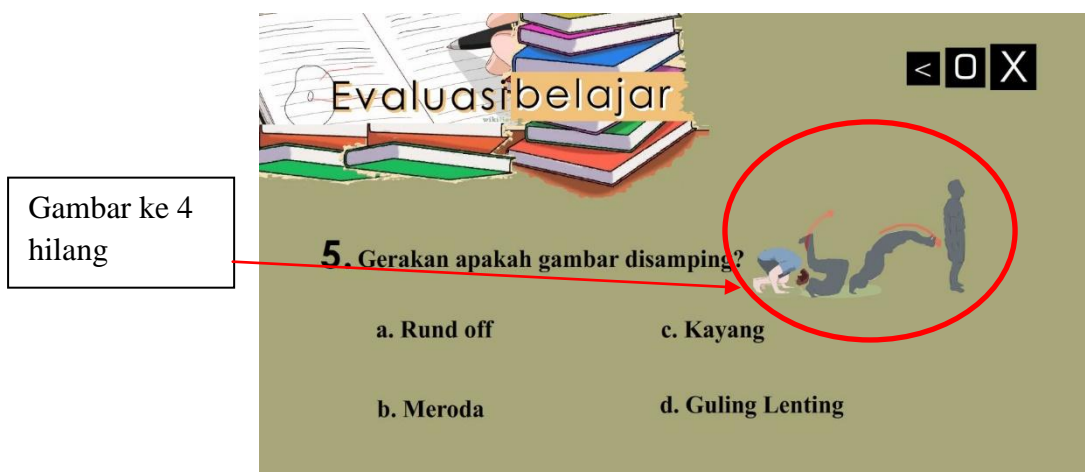 Evaluasi belajar
< O X
Gambar ke 4
hilang
5. Gerakan apakah gambar disamping?
a. Rund off
c. Kayang
b. Meroda
d. Guling Lenting